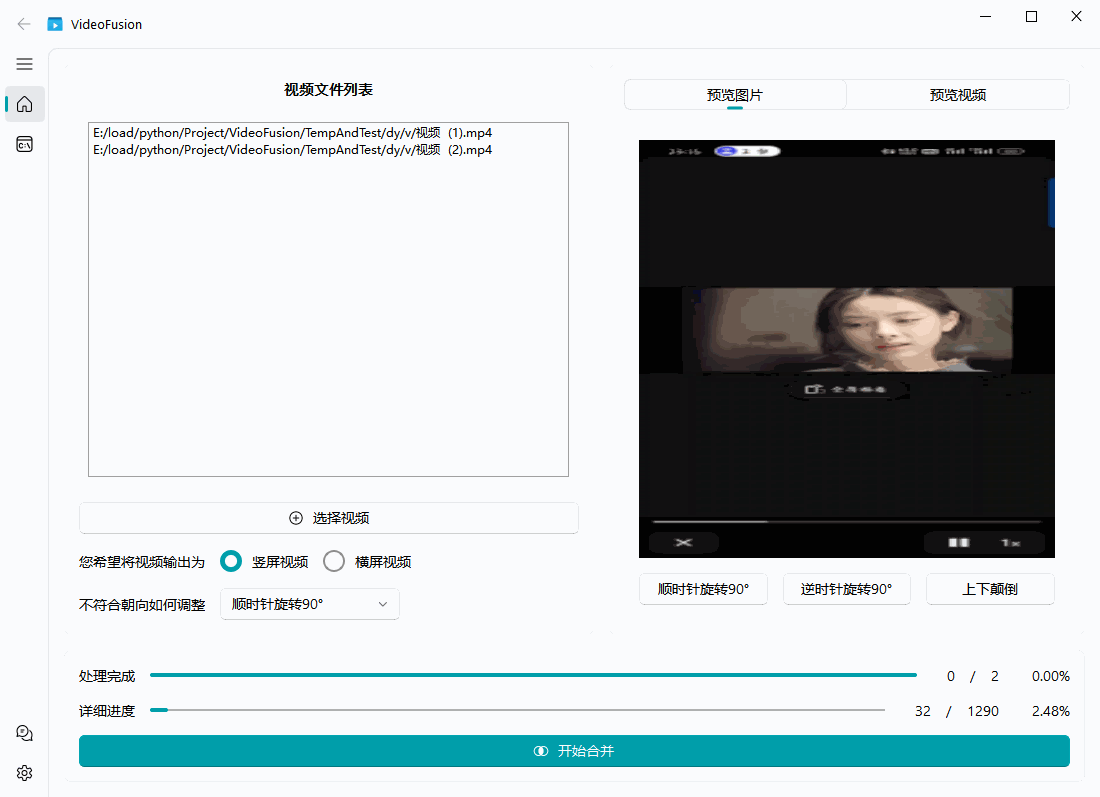 VideoFusion
视频文件列表
E:/load/python/Project/VideoFusion/TempAndTest/dy/v/视频 (1).mp4
E:/load/python/Project/VideoFusion/TempAndTest/dy/v/视频 (2).mp4
选择视频
您希望将视频输出为 竖屏视频 横屏视频
不符合朝向如何调整 顺时针旋转90°
预览图片 预览视频
1x
顺时针旋转90° 逆时针旋转90° 上下颠倒
处理完成 0 / 2 0.00%
详细进度 32 / 1290 2.48%
开始合并